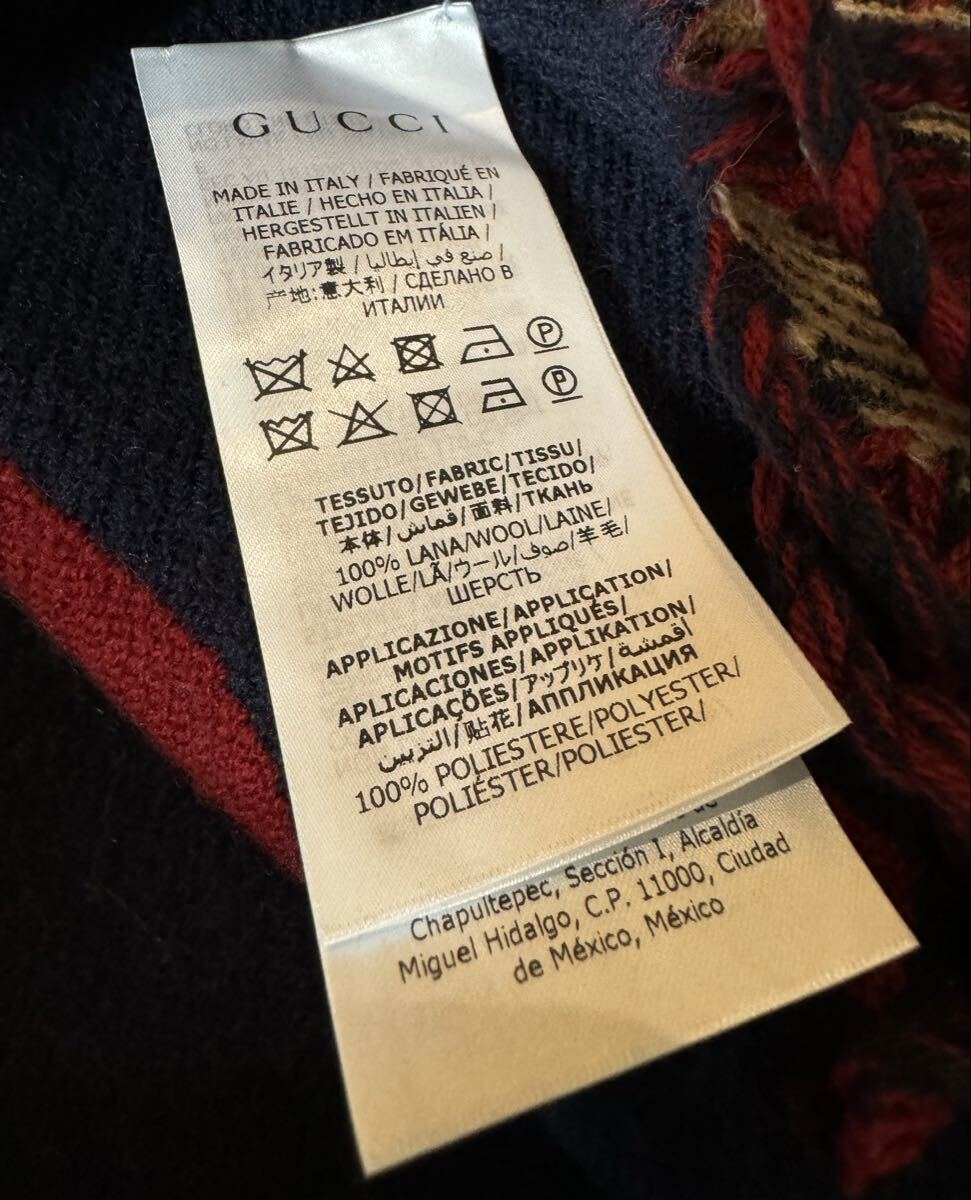 GUCCI
MADE IN ITALY / FABRIQUÉ EN
ITALIE / HECHO EN ITALIA /
HERGESTELLT IN ITALIEN /
FABRICADO EM ITÁLIA /
イタリア製 / صنع في إيطاليا /
产地:意大利 / СДЕЛАНО В
ИТАЛИИ
P
P
TESSUTO/FABRIC/TISSU/
TEJIDO/GEWEBE/TECIDO/
本体/قماش/面料/ТКАНЬ
100% LANA/WOOL/LAINE/
WOLLE/LÃ/ウール/صوف/羊毛/
ШЕРСТЬ
APPLICAZIONE/APPLICATION/
MOTIFS APPLIQUÉS/
APLICACIONES/APPLIKATION/
APLICAÇÕES/アップリケ/أقمشة
التزيين/贴花/АППЛИКАЦИЯ
100% POLIESTERE/POLYESTER/
POLIÉSTER/POLIESTER/
de
Chapultepec, Sección I, Alcaldía
Miguel Hidalgo, C.P. 11000, Ciudad
de México, México